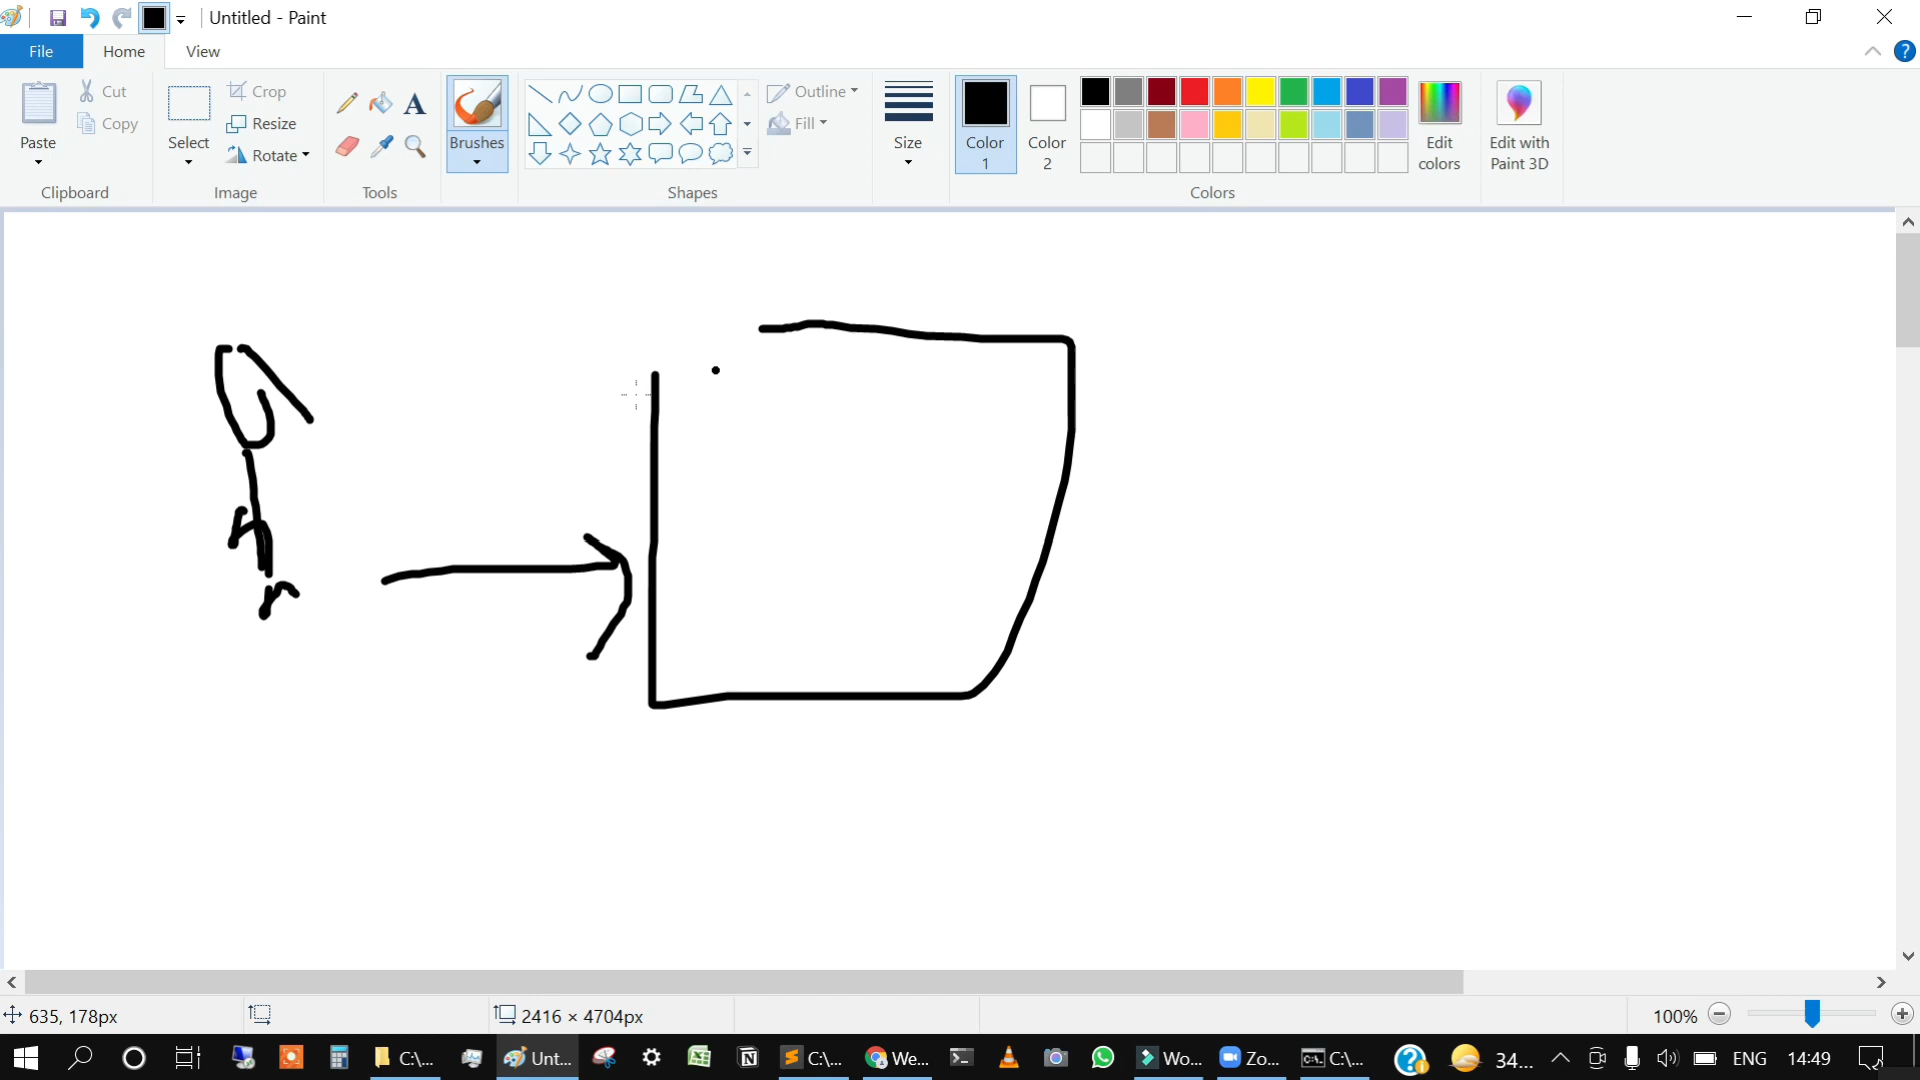 Untitled - Paint
File Home View
Paste
Cut
Copy
Clipboard
Select
Crop
Resize
Rotate
Image
Tools
Brushes
Shapes
Outline
Fill
Size
Color
1
Color
2
Colors
Edit
colors
Edit with
Paint 3D
635, 178px
2416 × 4704px
100%
C:\...
Unt...
C:\...
We...
Wo...
Zo...
C:\...
34...
ENG
14:49